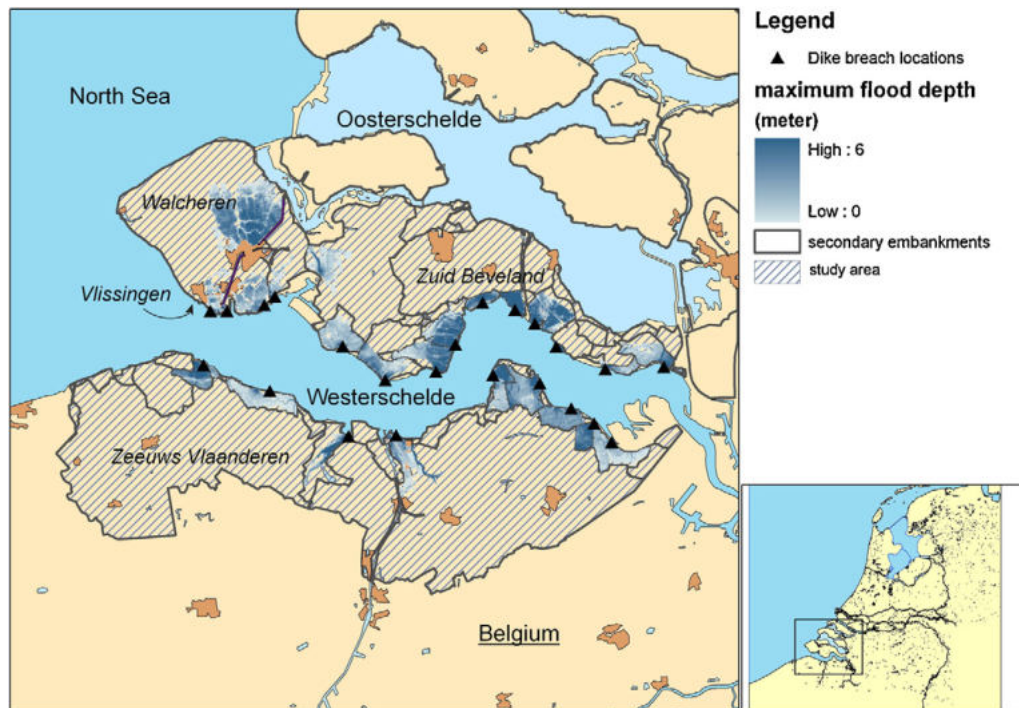 North Sea
Oosterschelde
Walcheren
Zuid Beveland
Vlissingen
Westerschelde
Zeeuws Vlaanderen
Belgium
Legend
Dike breach locations
maximum flood depth
(meter)
High : 6
Low : 0
secondary embankments
study area